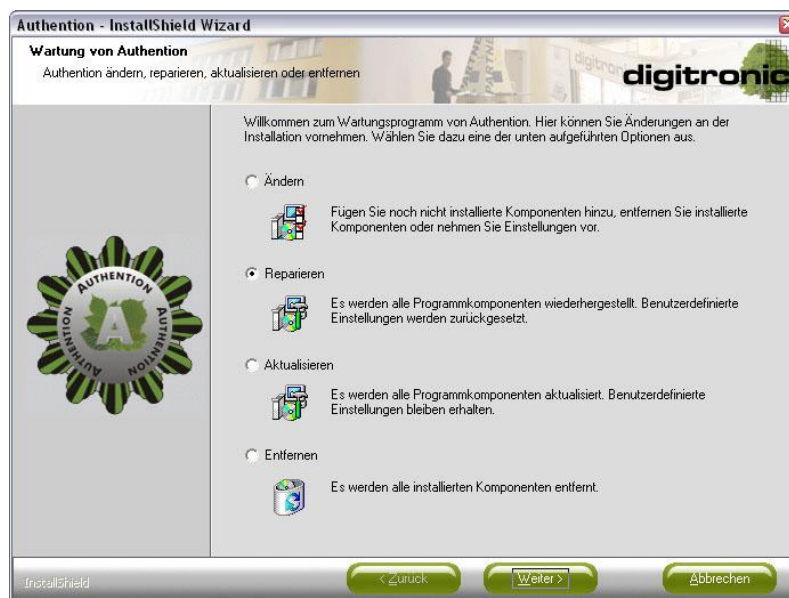 Authention - InstallShield Wizard
Wartung von Authention
Authention ändern, reparieren, aktualisieren oder entfernen
digitronic
Willkommen zum Wartungsprogramm von Authention. Hier können Sie Änderungen an der
Installation vornehmen. Wählen Sie dazu eine der unten aufgeführten Optionen aus.
Ändern
Fügen Sie noch nicht installierte Komponenten hinzu, entfernen Sie installierte
Komponenten oder nehmen Sie Einstellungen vor.
Reparieren
Es werden alle Programmkomponenten wiederhergestellt. Benutzerdefinierte
Einstellungen werden zurückgesetzt.
AUTHENTION
AUTHENTION
AUTHENTION
A
Aktualisieren
Es werden alle Programmkomponenten aktualisiert. Benutzerdefinierte
Einstellungen bleiben erhalten.
Entfernen
Es werden alle installierten Komponenten entfernt.
InstallShield
< Zurück
Weiter >
Abbrechen